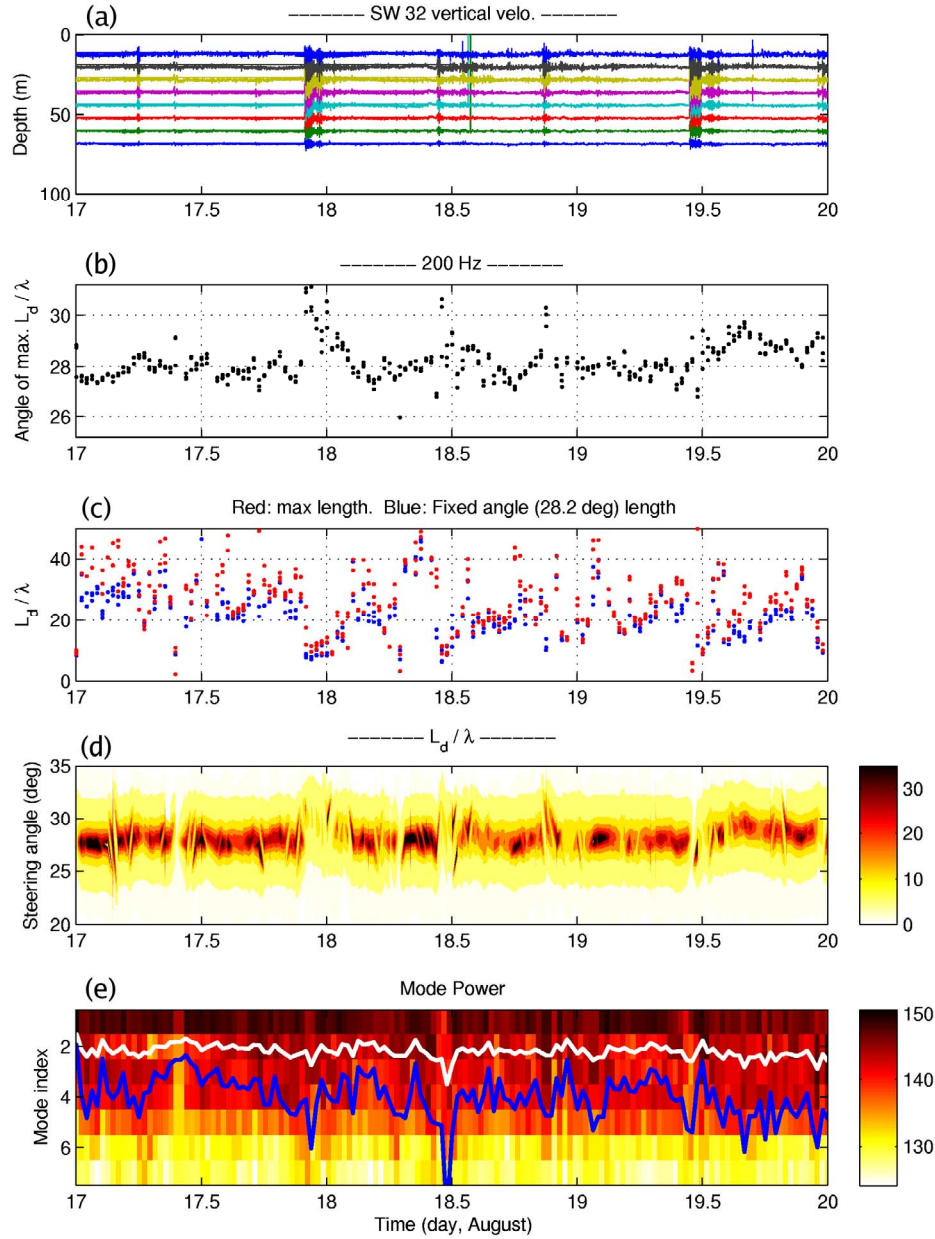 (a)
------- SW 32 vertical velo. -------
Depth (m)
0
50
100
17 17.5 18 18.5 19 19.5 20
(b)
------- 200 Hz -------
Angle of max. L_d / λ
30
28
26
17 17.5 18 18.5 19 19.5 20
(c)
Red: max length. Blue: Fixed angle (28.2 deg) length
L_d / λ
40
20
0
17 17.5 18 18.5 19 19.5 20
(d)
------- L_d / λ -------
Steering angle (deg)
35
30
25
20
17 17.5 18 18.5 19 19.5 20
30
20
10
0
(e)
Mode Power
Mode index
2
4
6
17 17.5 18 18.5 19 19.5 20
Time (day, August)
150
140
130